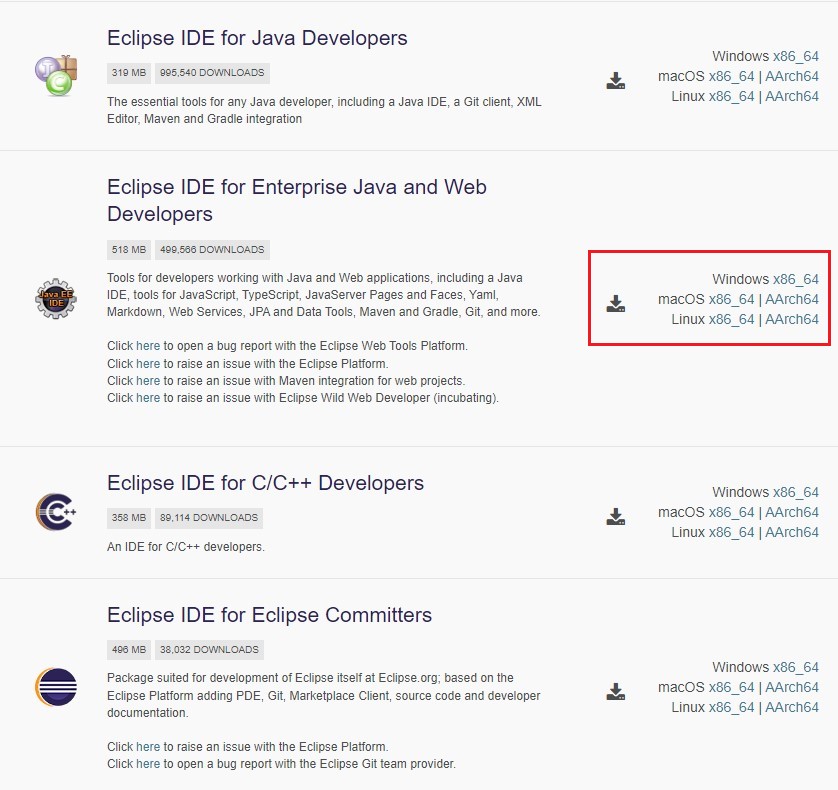 Eclipse IDE for Java Developers
319 MB 995,540 DOWNLOADS
The essential tools for any Java developer, including a Java IDE, a Git client, XML
Editor, Maven and Gradle integration
Windows x86_64
macOS x86_64 | AArch64
Linux x86_64 | AArch64
Eclipse IDE for Enterprise Java and Web
Developers
518 MB 499,566 DOWNLOADS
Java EE
IDE
Tools for developers working with Java and Web applications, including a Java
IDE, tools for JavaScript, TypeScript, JavaServer Pages and Faces, Yaml,
Markdown, Web Services, JPA and Data Tools, Maven and Gradle, Git, and more.
Click here to open a bug report with the Eclipse Web Tools Platform.
Click here to raise an issue with the Eclipse Platform.
Click here to raise an issue with Maven integration for web projects.
Click here to raise an issue with Eclipse Wild Web Developer (incubating).
Windows x86_64
macOS x86_64 | AArch64
Linux x86_64 | AArch64
Eclipse IDE for C/C++ Developers
358 MB 89,114 DOWNLOADS
C++
An IDE for C/C++ developers.
Windows x86_64
macOS x86_64 | AArch64
Linux x86_64 | AArch64
Eclipse IDE for Eclipse Committers
496 MB 38,032 DOWNLOADS
Package suited for development of Eclipse itself at Eclipse.org; based on the
Eclipse Platform adding PDE, Git, Marketplace Client, source code and developer
documentation.
Click here to raise an issue with the Eclipse Platform.
Click here to open a bug report with the Eclipse Git team provider.
Windows x86_64
macOS x86_64 | AArch64
Linux x86_64 | AArch64